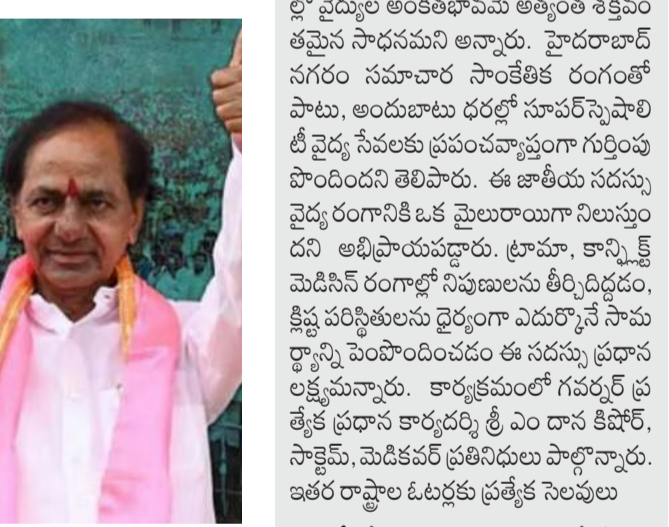 ల్లో వైద్యుల అంకితభావమే అత్యంత శక్తివం
తమైన సాధనమని అన్నారు. హైదరాబాద్
నగరం సమాచార సాంకేతిక రంగంతో
పాటు, అందుబాటు ధరల్లో సూపర్‌స్పెషాలి
టీ వైద్య సేవలకు ప్రపంచవ్యాప్తంగా గుర్తింపు
పొందిందని తెలిపారు. ఈ జాతీయ సదస్సు
వైద్య రంగానికి ఒక మైలురాయిగా నిలుస్తుం
దని అభిప్రాయపడ్డారు. ట్రామా, కాన్ఫ్లిక్ట్
మెడిసిన్ రంగాల్లో నిపుణులను తీర్చిదిద్దడం,
క్లిష్ట పరిస్థితులను ధైర్యంగా ఎదుర్కొనే సామ
ర్థ్యాన్ని పెంపొందించడం ఈ సదస్సు ప్రధాన
లక్ష్యమన్నారు. కార్యక్రమంలో గవర్నర్ ప్ర
త్యేక ప్రధాన కార్యదర్శి శ్రీ ఎం దాన కిషోర్,
సాక్టెమ్, మెడికవర్ ప్రతినిధులు పాల్గొన్నారు.
ఇతర రాష్ట్రాల ఓటర్లకు ప్రత్యేక సెలవులు